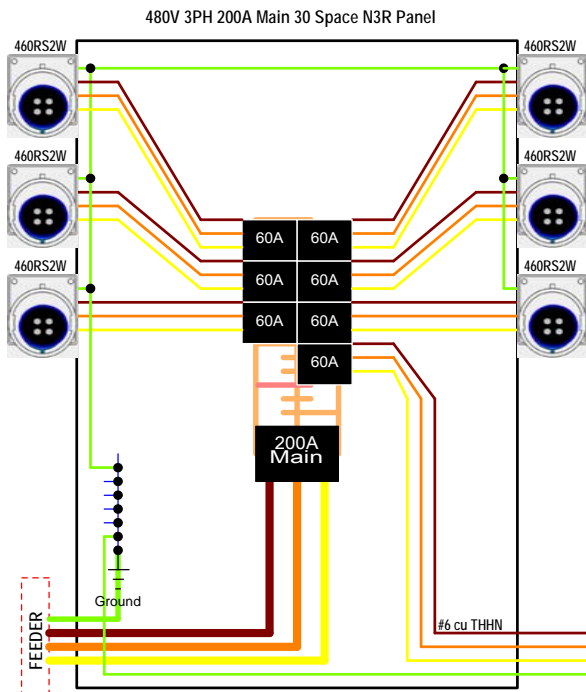 480V 3PH 200A Main 30 Space N3R Panel
460RS2W
460RS2W
460RS2W
460RS2W
60A
60A
460RS2W
460RS2W
60A
60A
60A
60A
60A
200A
Main
Ground
#6 cu THHN
FEEDER